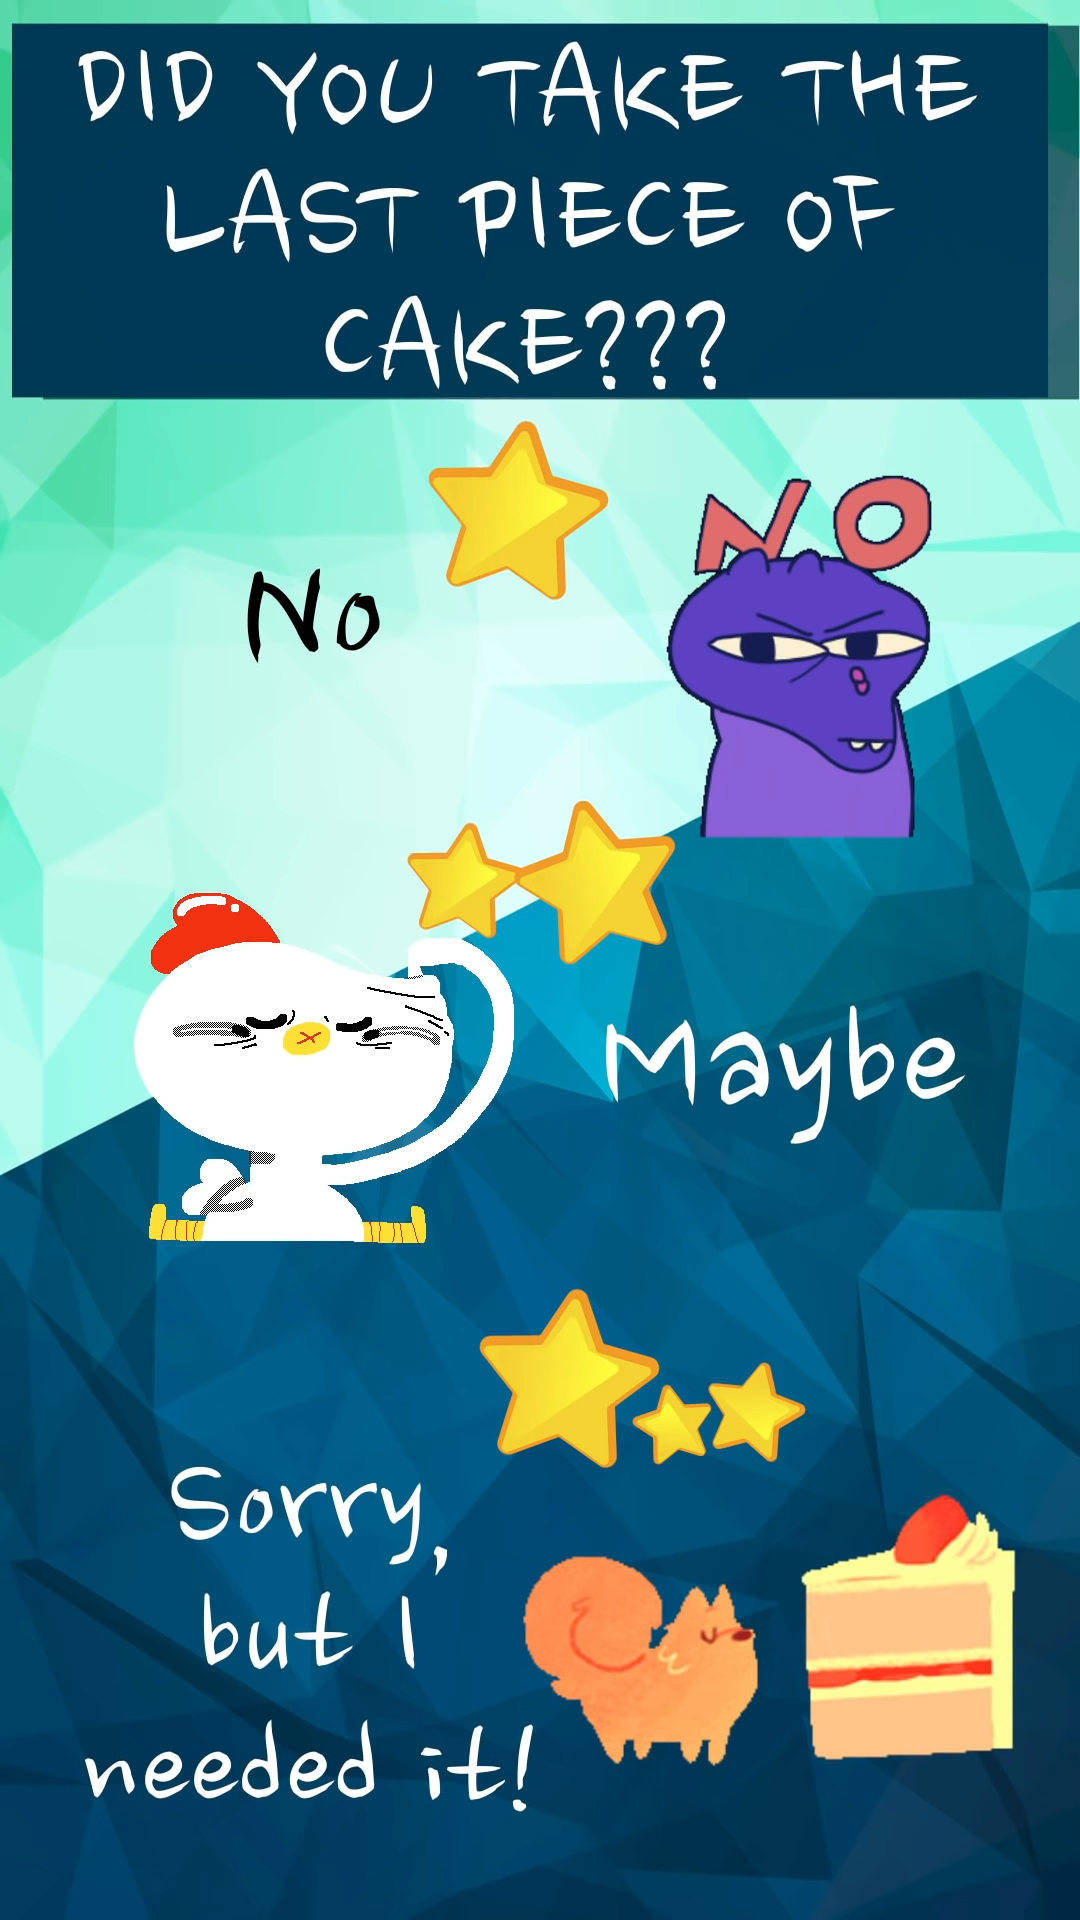 DID YOU TAKE THE
LAST PIECE OF
CAKE???
NO
No
Maybe
Sorry,
but I
needed it!